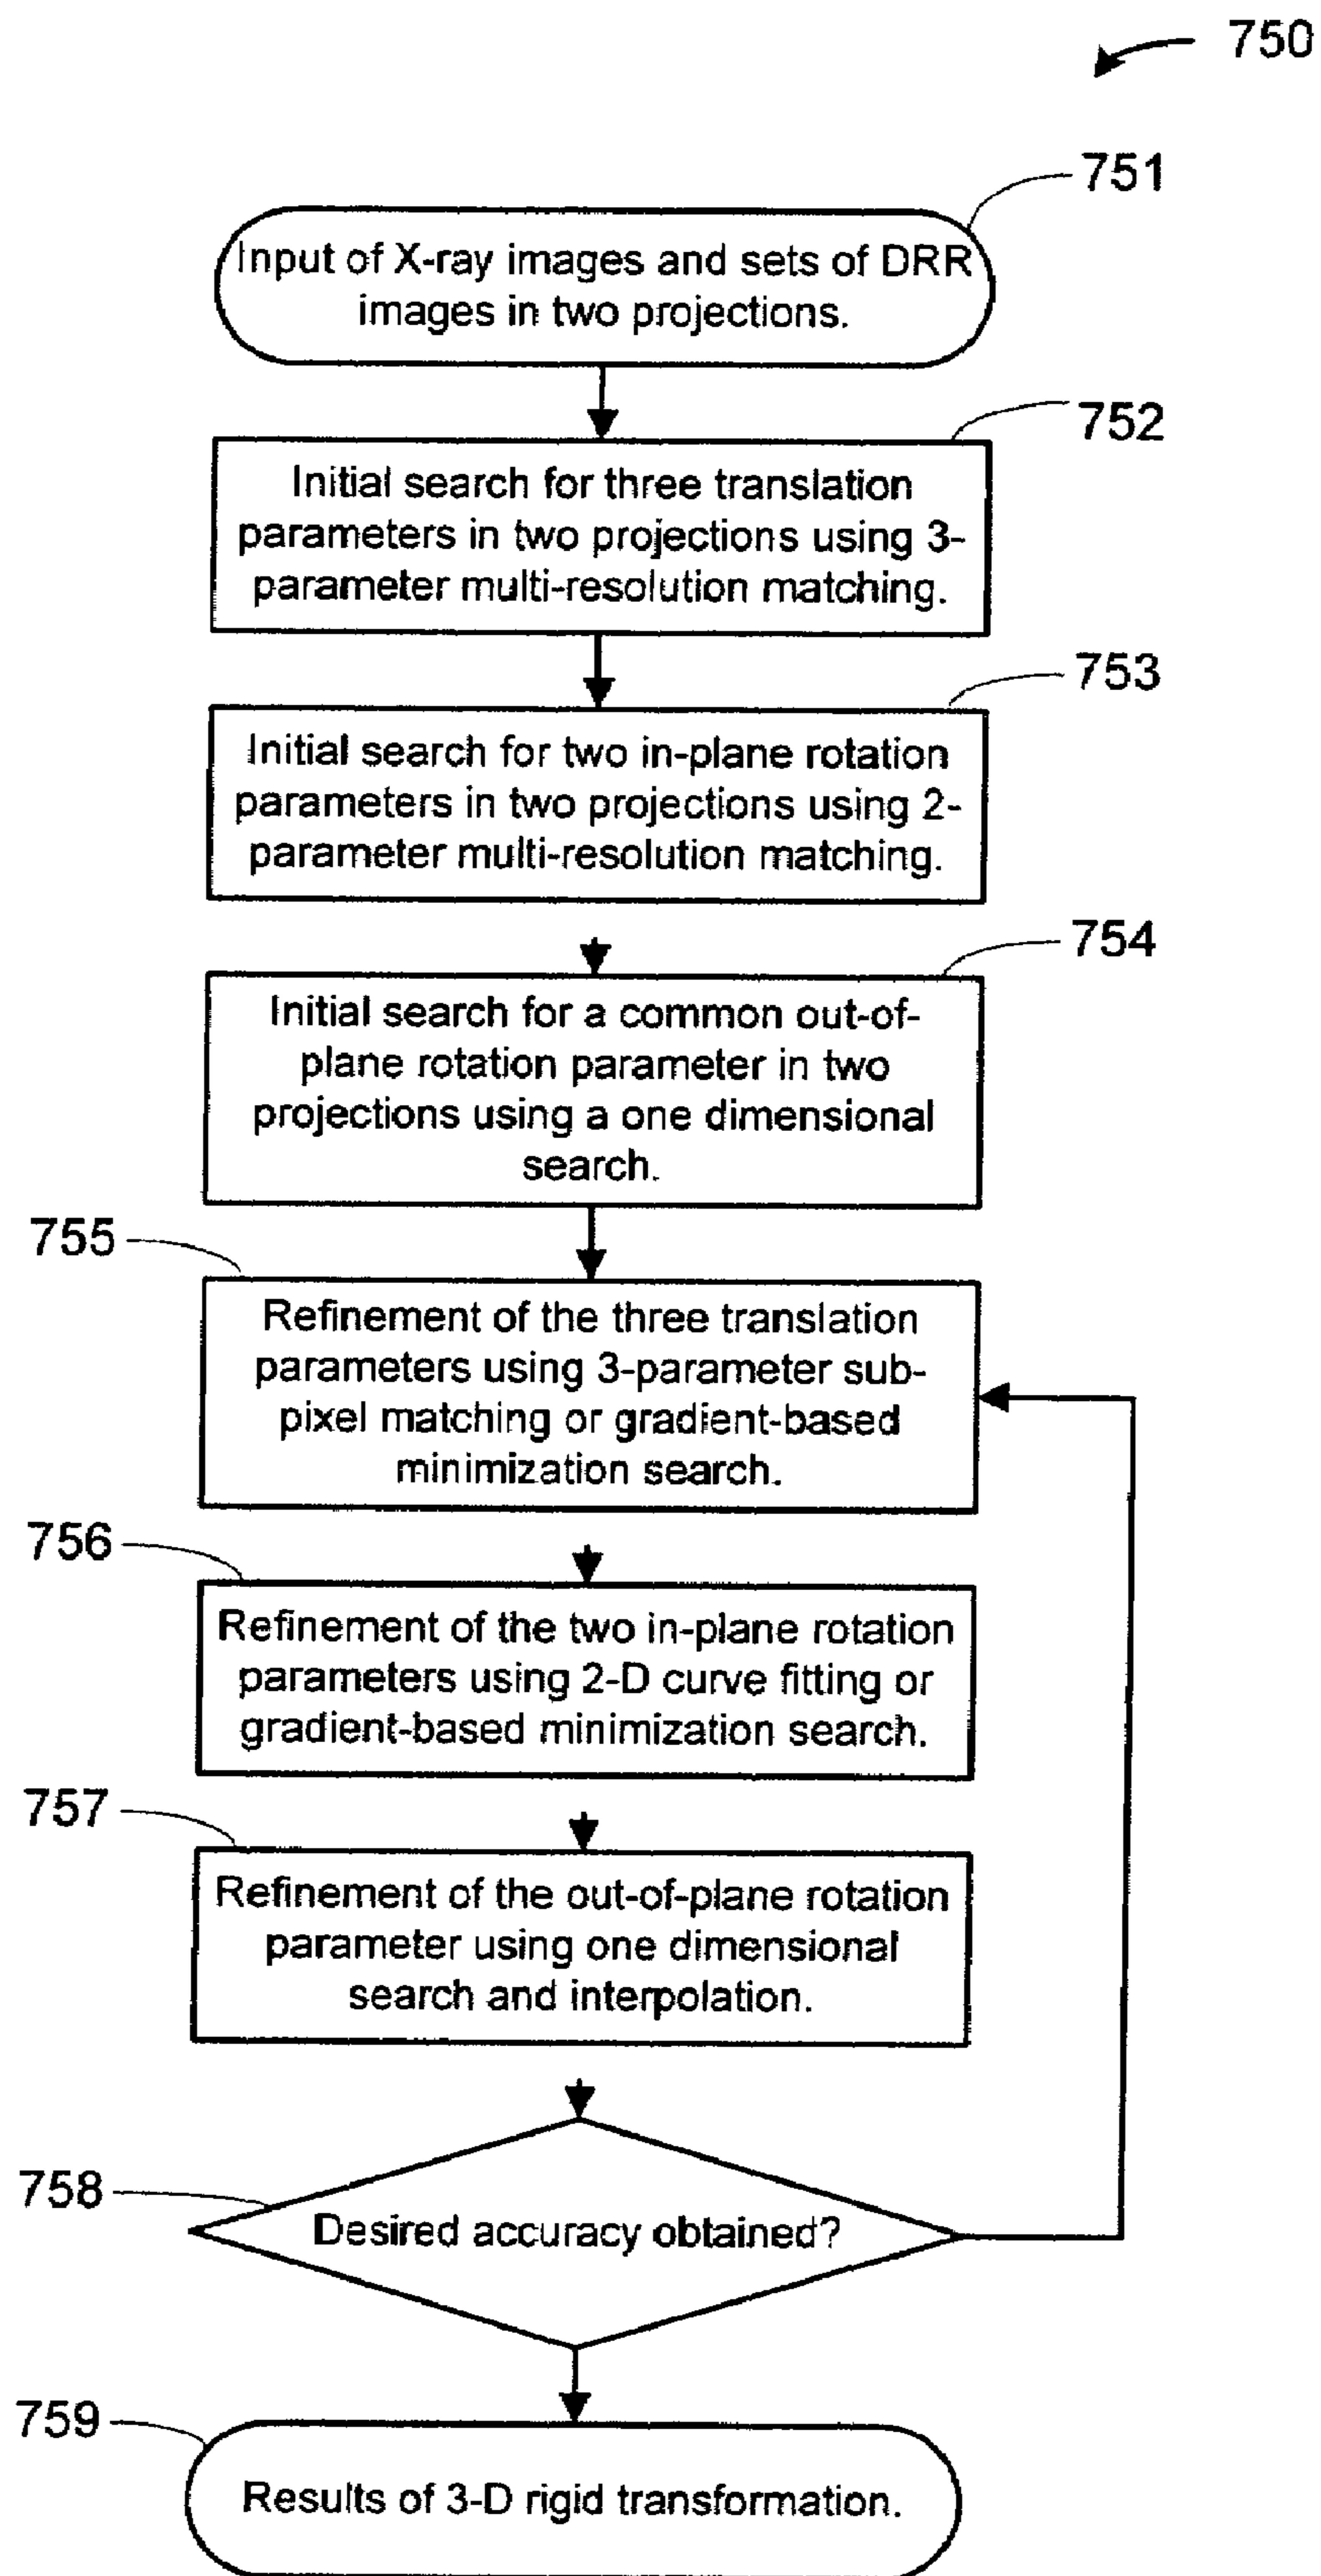 750
751
Input of X-ray images and sets of DRR
images in two projections.
752
Initial search for three translation
parameters in two projections using 3-
parameter multi-resolution matching.
753
Initial search for two in-plane rotation
parameters in two projections using 2-
parameter multi-resolution matching.
754
Initial search for a common out-of-
plane rotation parameter in two
projections using a one dimensional
search.
755
Refinement of the three translation
parameters using 3-parameter sub-
pixel matching or gradient-based
minimization search.
756
Refinement of the two in-plane rotation
parameters using 2-D curve fitting or
gradient-based minimization search.
757
Refinement of the out-of-plane rotation
parameter using one dimensional
search and interpolation.
758
Desired accuracy obtained?
759
Results of 3-D rigid transformation.